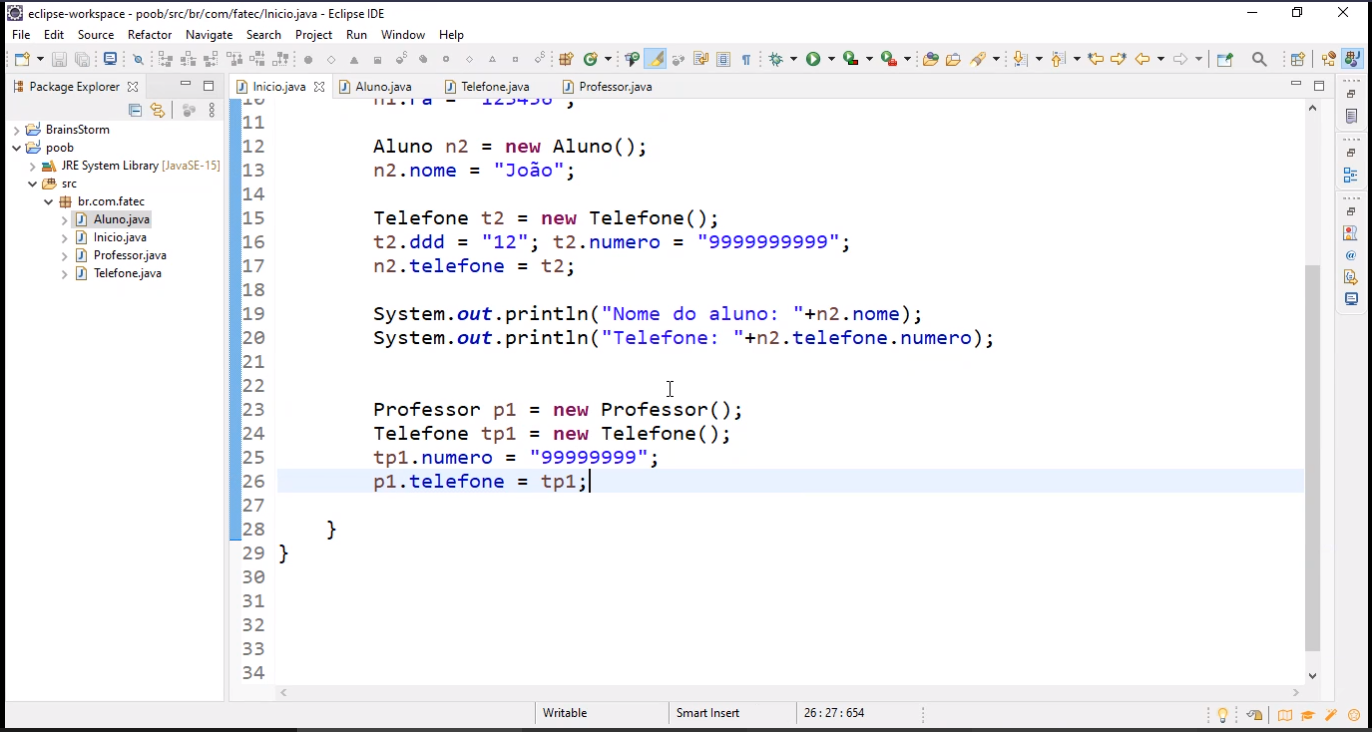 eclipse-workspace - poob/src/br/com/fatec/Inicio.java - Eclipse IDE
File Edit Source Refactor Navigate Search Project Run Window Help
Package Explorer
Inicio.java Aluno.java Telefone.java Professor.java
BrainsStorm
poob
JRE System Library [JavaSE-15]
src
br.com.fatec
Aluno.java
Inicio.java
Professor.java
Telefone.java
10 n1.ra = "123456";
11
12 Aluno n2 = new Aluno();
13 n2.nome = "João";
14
15 Telefone t2 = new Telefone();
16 t2.ddd = "12"; t2.numero = "9999999999";
17 n2.telefone = t2;
18
19 System.out.println("Nome do aluno: "+n2.nome);
20 System.out.println("Telefone: "+n2.telefone.numero);
21
22
23 Professor p1 = new Professor();
24 Telefone tp1 = new Telefone();
25 tp1.numero = "99999999";
26 p1.telefone = tp1;
27
28 }
29 }
30
31
32
33
34
Writable Smart Insert 26 : 27 : 654